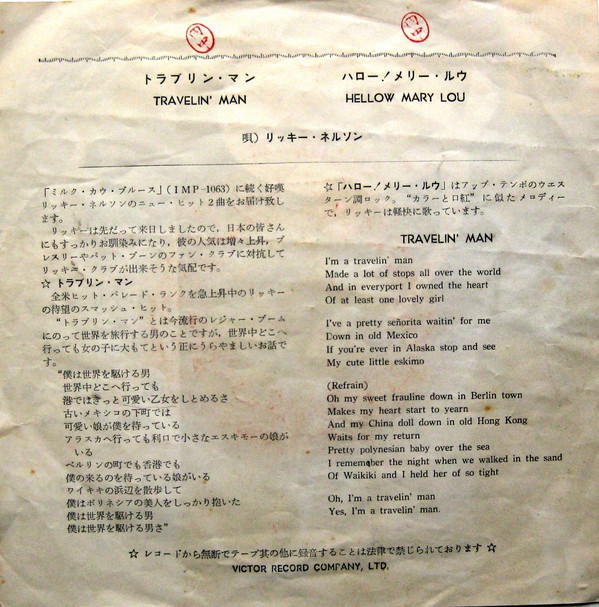 トラブリン・マン
TRAVELIN' MAN
ハロー!メリー・ルウ
HELLOW MARY LOU
唄) リッキー・ネルソン
「ミルク・カウ・ブルース」(IMP-1063)に続く好喫
リッキー・ネルソンのニュー・ヒット2曲をお届け致し
ます。
リッキーは先だって来日しましたので、日本の皆さん
にもすっかりお馴染みになり、彼の人気は増々上昇、プ
レスリーやパット・ブーンのファン・クラブに対抗して
リッキー・クラブが出来そうな気配です。
☆ トラブリン・マン
全米ヒット・パレード・ランクを急上昇中のリッキー
の待望のスマッシュ・ヒット。
"トラブリン・マン"とは今流行のレジャー・ブーム
にのって世界を旅行する男のことですが、世界中どこへ
行っても女の子に大もてという正にうらやましいお話で
す。
"僕は世界を駆ける男
世界中どこへ行っても
港ではきっと可愛い乙女をしとめるさ
古いメキシコの下町では
可愛い娘が僕を待っている
アラスカへ行っても利口で小さなエスキモーの娘が
いる
ベルリンの町でも香港でも
僕の来るのを待っている娘がいる
ワイキキの浜辺を散歩して
僕はポリネシアの美人をしっかり抱いた
僕は世界を駆ける男
僕は世界を駆ける男さ"
☆「ハロー!メリー・ルウ」はアップ・テンポのウエス
ターン調ロック。"カラーと口紅"に似たメロディー
で、リッキーは軽快に歌っています。
TRAVELIN' MAN
I'm a travelin' man
Made a lot of stops all over the world
And in everyport I owned the heart
Of at least one lovely girl
I've a pretty señorita waitin' for me
Down in old Mexico
If you're ever in Alaska stop and see
My cute little eskimo
(Refrain)
Oh my sweet frauline down in Berlin town
Makes my heart start to yearn
And my China doll down in old Hong Kong
Waits for my return
Pretty polynesian baby over the sea
I remember the night when we walked in the sand
Of Waikiki and I held her of so tight
Oh, I'm a travelin' man
Yes, I'm a travelin' man.
☆ レコードから無断でテープ其の他に録音することは法律で禁じられております ☆
VICTOR RECORD COMPANY, LTD.